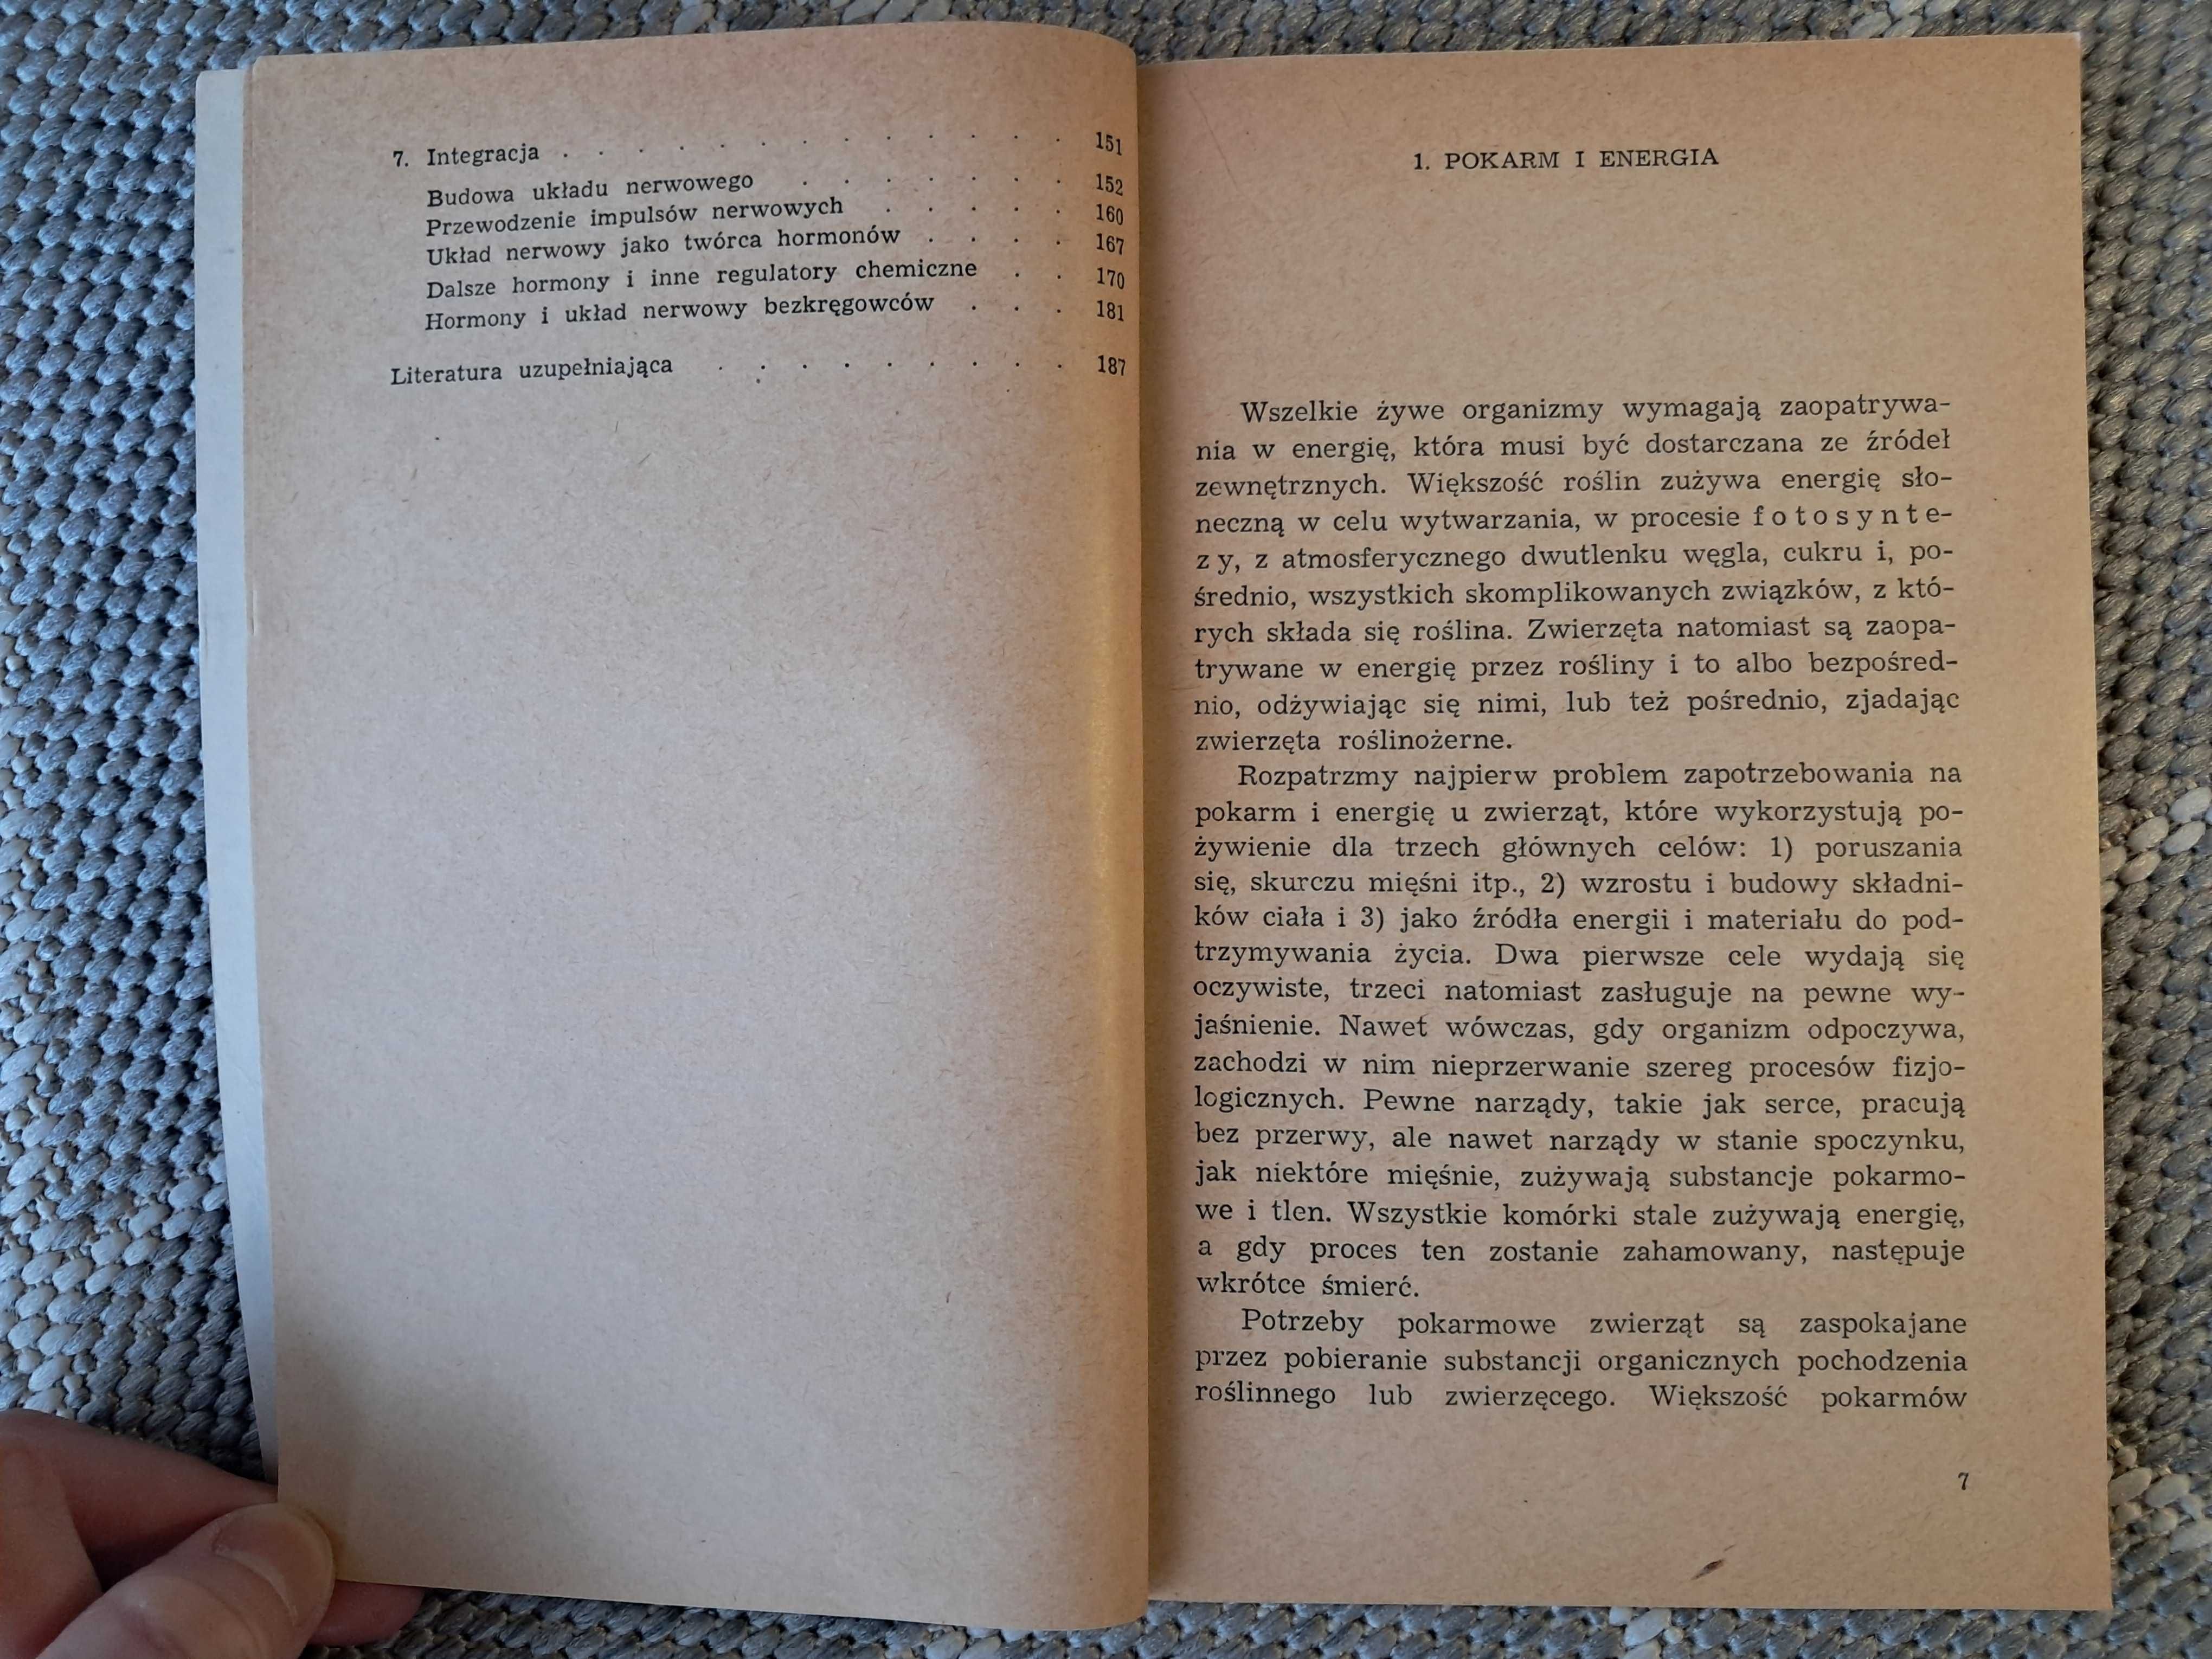 7. Integracja . . . . . . . . . . . . 151
Budowa układu nerwowego . . . . . . . 152
Przewodzenie impulsów nerwowych . . . . . 160
Układ nerwowy jako twórca hormonów . . . . 167
Dalsze hormony i inne regulatory chemiczne . . 170
Hormony i układ nerwowy bezkręgowców . . . 181
Literatura uzupełniająca . . . . . . . . . 187
1. POKARM I ENERGIA
Wszelkie żywe organizmy wymagają zaopatrywa-
nia w energię, która musi być dostarczana ze źródeł
zewnętrznych. Większość roślin zużywa energię sło-
neczną w celu wytwarzania, w procesie f o t o s y n t e-
z y, z atmosferycznego dwutlenku węgla, cukru i, po-
średnio, wszystkich skomplikowanych związków, z któ-
rych składa się roślina. Zwierzęta natomiast są zaopa-
trywane w energię przez rośliny i to albo bezpośred-
nio, odżywiając się nimi, lub też pośrednio, zjadając
zwierzęta roślinożerne.
Rozpatrzmy najpierw problem zapotrzebowania na
pokarm i energię u zwierząt, które wykorzystują po-
żywienie dla trzech głównych celów: 1) poruszania
się, skurczu mięśni itp., 2) wzrostu i budowy składni-
ków ciała i 3) jako źródła energii i materiału do pod-
trzymywania życia. Dwa pierwsze cele wydają się
oczywiste, trzeci natomiast zasługuje na pewne wy-
jaśnienie. Nawet wówczas, gdy organizm odpoczywa,
zachodzi w nim nieprzerwanie szereg procesów fizjo-
logicznych. Pewne narządy, takie jak serce, pracują
bez przerwy, ale nawet narządy w stanie spoczynku,
jak niektóre mięśnie, zużywają substancje pokarmo-
we i tlen. Wszystkie komórki stale zużywają energię,
a gdy proces ten zostanie zahamowany, następuje
wkrótce śmierć.
Potrzeby pokarmowe zwierząt są zaspokajane
przez pobieranie substancji organicznych pochodzenia
roślinnego lub zwierzęcego. Większość pokarmów
7